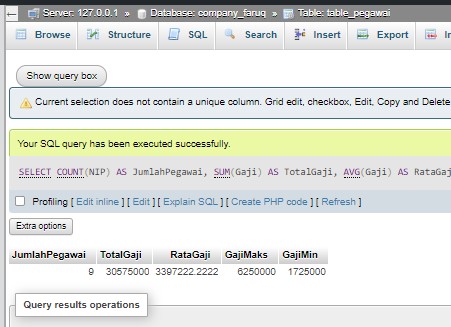 Server: 127.0.0.1 » Database: company_faruq » Table: table_pegawai
Browse Structure SQL Search Insert Export
Show query box
Current selection does not contain a unique column. Grid edit, checkbox, Edit, Copy and Delete
Your SQL query has been executed successfully.
SELECT COUNT(NIP) AS JumlahPegawai, SUM(Gaji) AS TotalGaji, AVG(Gaji) AS RataGaj
Profiling [ Edit inline ] [ Edit ] [ Explain SQL ] [ Create PHP code ] [ Refresh ]
Extra options
JumlahPegawai TotalGaji RataGaji GajiMaks GajiMin
9 30575000 3397222.2222 6250000 1725000
Query results operations